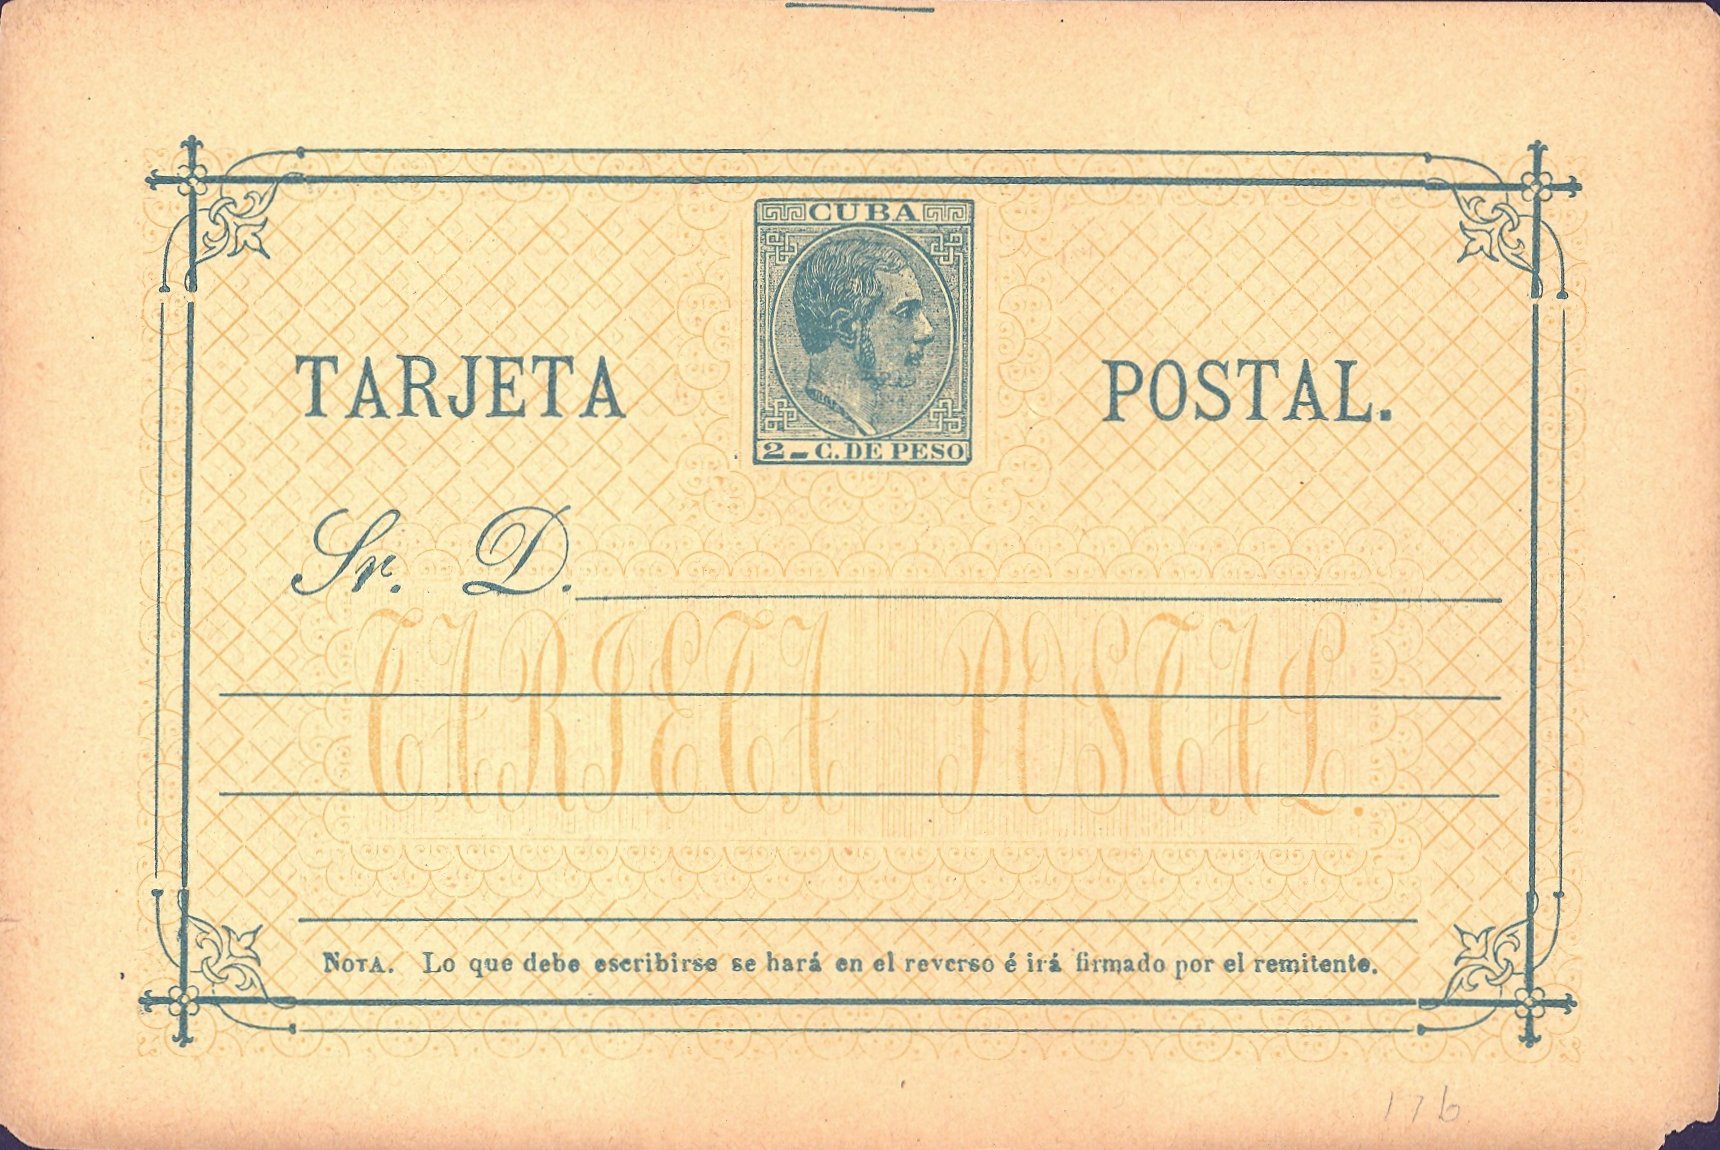 CUBA
TARJETA POSTAL.
2 C. DE PESO
Sr. D.
TARJETA POSTAL.
NOTA. Lo que debe escribirse se hará en el reverso é irá firmado por el remitente.
176